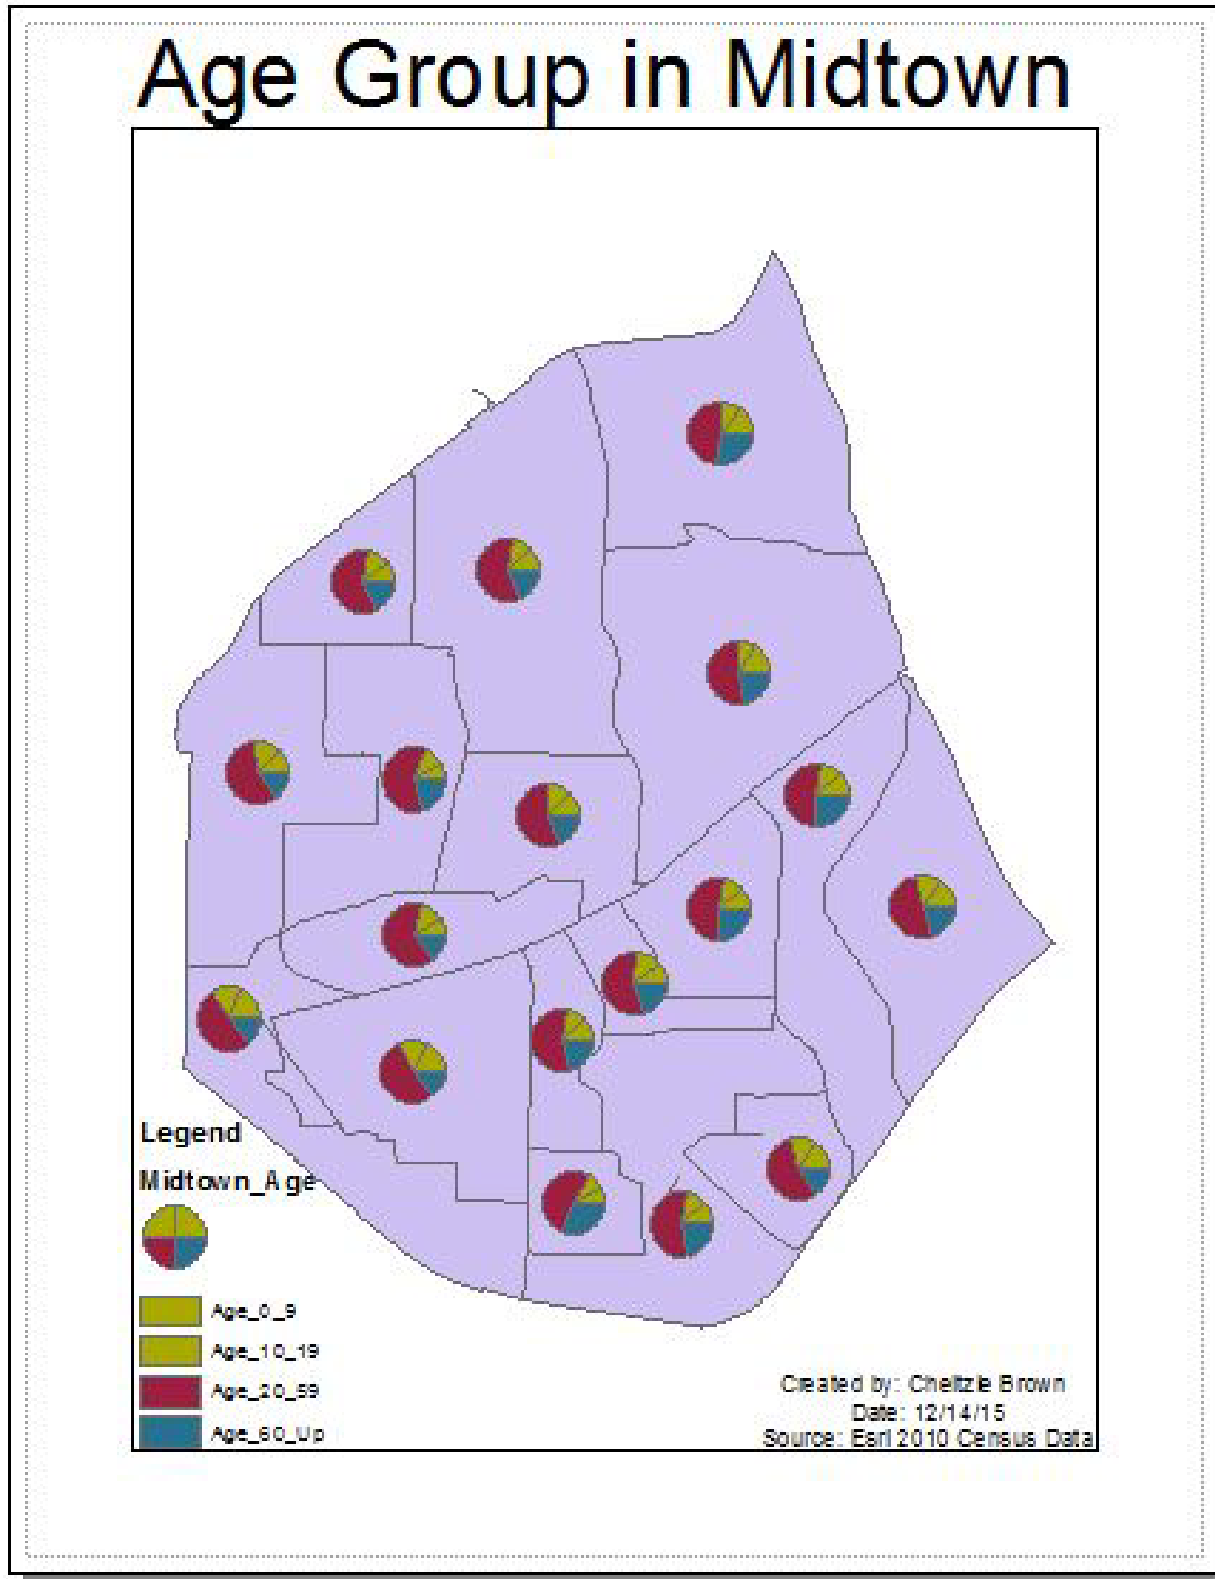 Age Group in Midtown
Legend
Midtown_Age
Age_0_9
Age_10_19
Age_20_59
Age_60_Up
Created by: Cheltzie Brown
Date: 12/14/15
Source: Esri 2010 Census Data